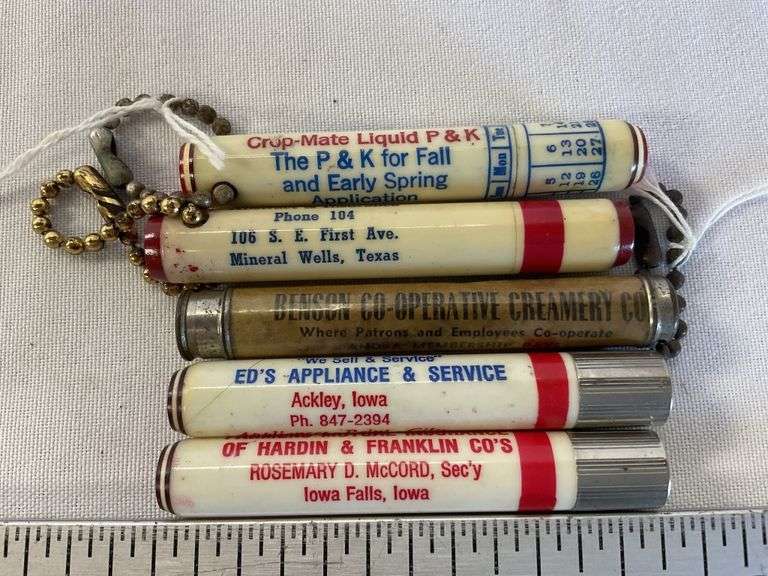 Crop-Mate Liquid P & K
The P & K for Fall
and Early Spring
Application
Mon Tue
6 13 20 27
5 12 19 26
Phone 104
106 S. E. First Ave.
Mineral Wells, Texas
BENSON CO-OPERATIVE CREAMERY CO
Where Patrons and Employees Co-operate
MEMBERSHIP
"We Sell & Service"
ED'S APPLIANCE & SERVICE
Ackley, Iowa
Ph. 847-2394
OF HARDIN & FRANKLIN CO'S
ROSEMARY D. McCORD, Sec'y
Iowa Falls, Iowa